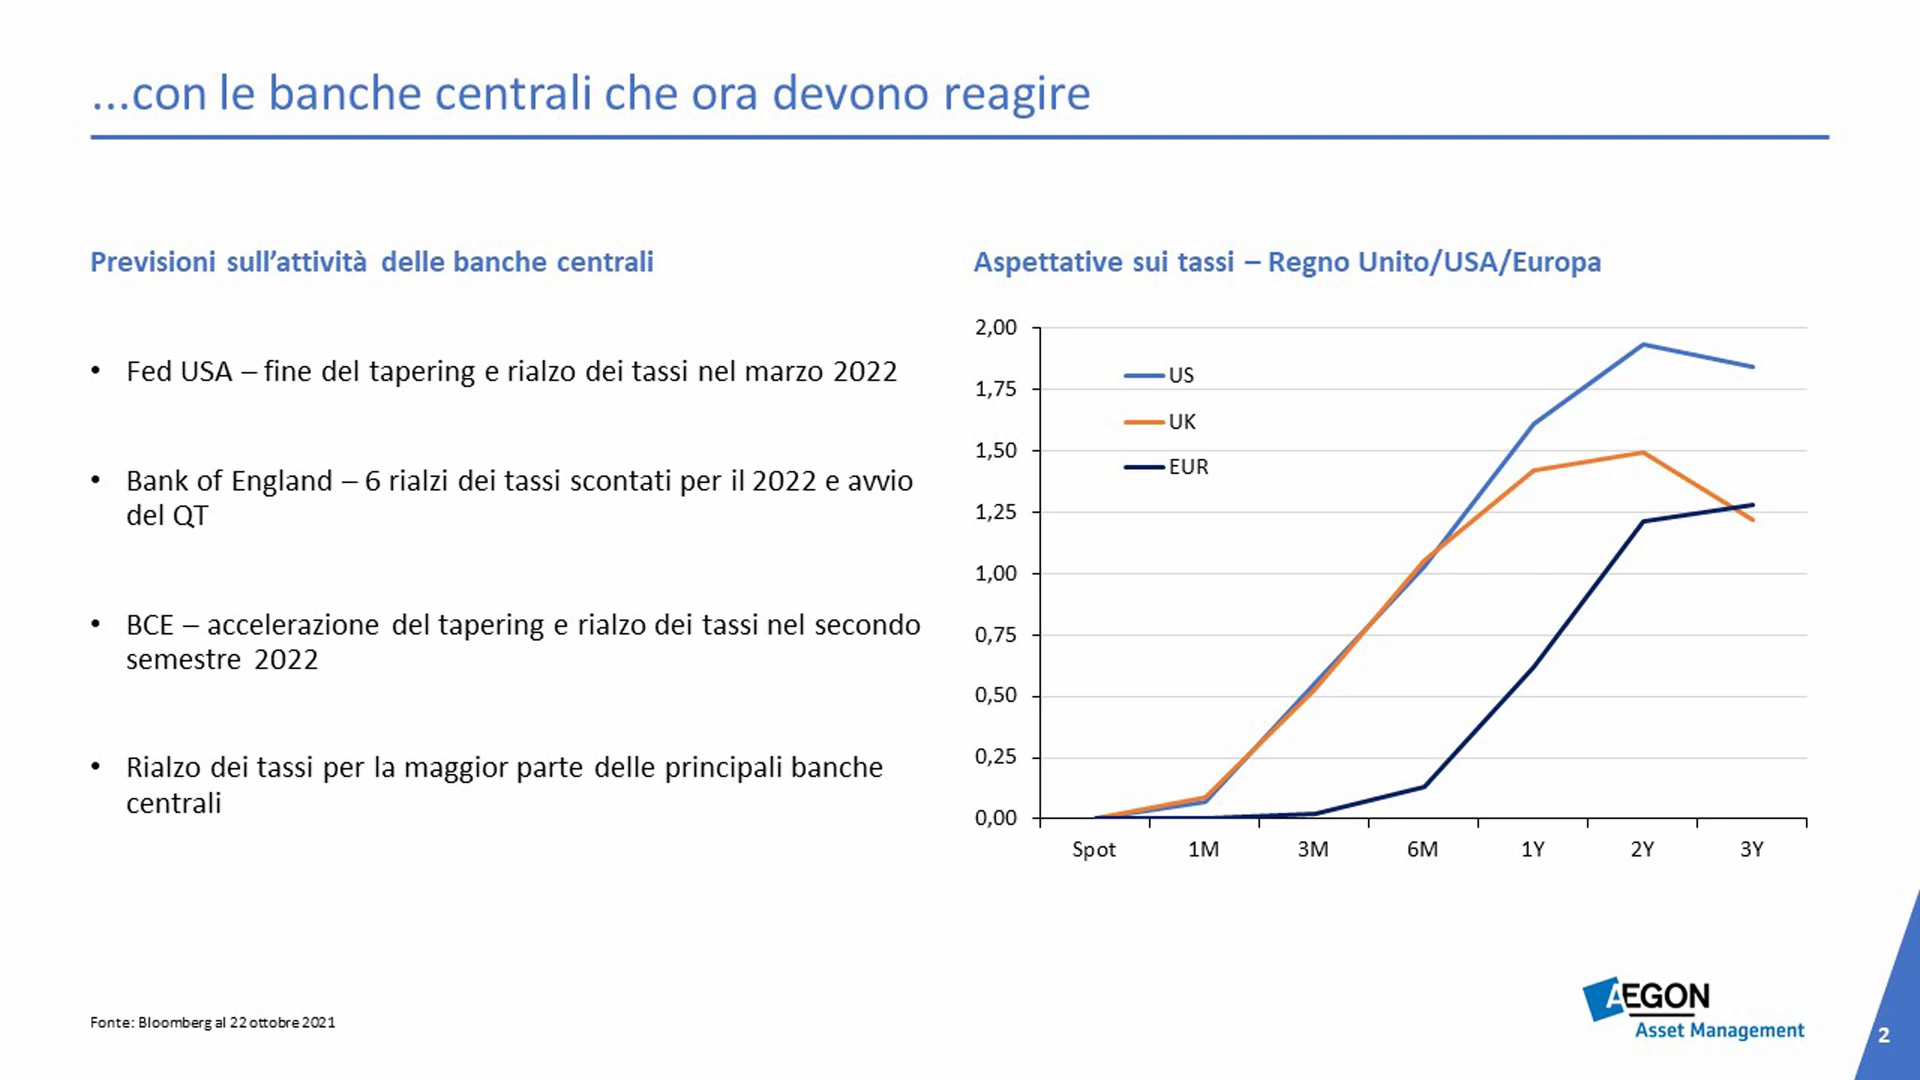 ...con le banche centrali che ora devono reagire
Previsioni sull’attività delle banche centrali
• Fed USA – fine del tapering e rialzo dei tassi nel marzo 2022
• Bank of England – 6 rialzi dei tassi scontati per il 2022 e avvio
del QT
• BCE – accelerazione del tapering e rialzo dei tassi nel secondo
semestre 2022
• Rialzo dei tassi per la maggior parte delle principali banche
centrali
Aspettative sui tassi – Regno Unito/USA/Europa
2,00
1,75
1,50
1,25
1,00
0,75
0,50
0,25
0,00
US
UK
EUR
Spot 1M 3M 6M 1Y 2Y 3Y
Fonte: Bloomberg al 22 ottobre 2021
AEGON
Asset Management
2